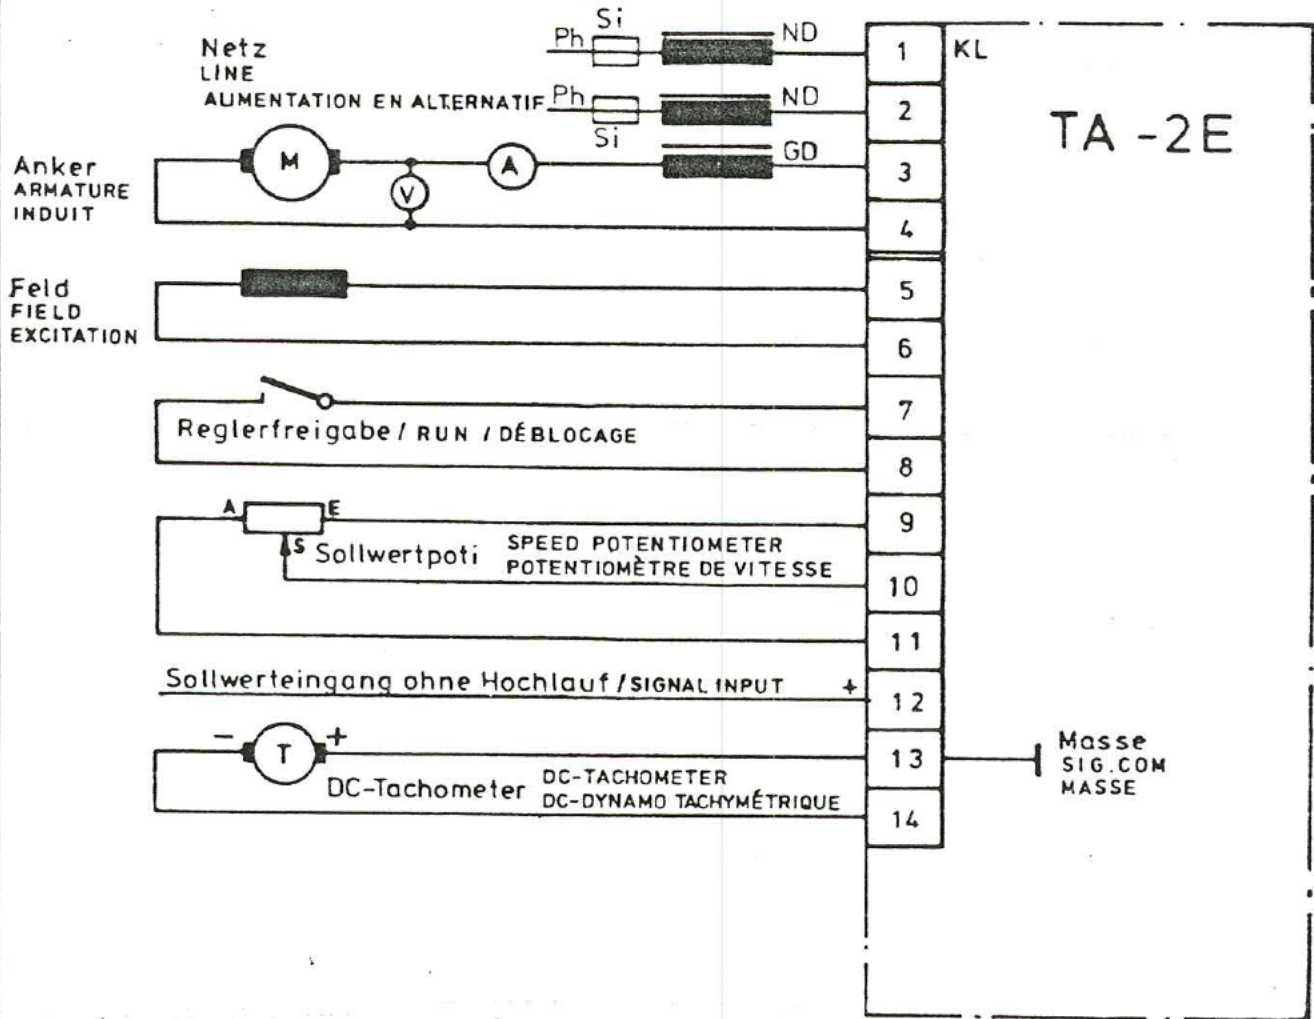 Si
Ph ND 1 KL
Netz
LINE
AUMENTATION EN ALTERNATIF Ph ND 2
Si
TA -2E
Anker
ARMATURE
INDUIT
M A GD 3
V
4
Feld
FIELD
EXCITATION
5
6
7
Reglerfreigabe / RUN / DÉBLOCAGE
8
A E 9
S Sollwertpoti SPEED POTENTIOMETER
POTENTIOMÈTRE DE VITESSE
10
11
Sollwerteingang ohne Hochlauf / SIGNAL INPUT + 12
- T + 13
DC-Tachometer DC-TACHOMETER
DC-DYNAMO TACHYMÉTRIQUE
14
Masse
SIG.COM
MASSE